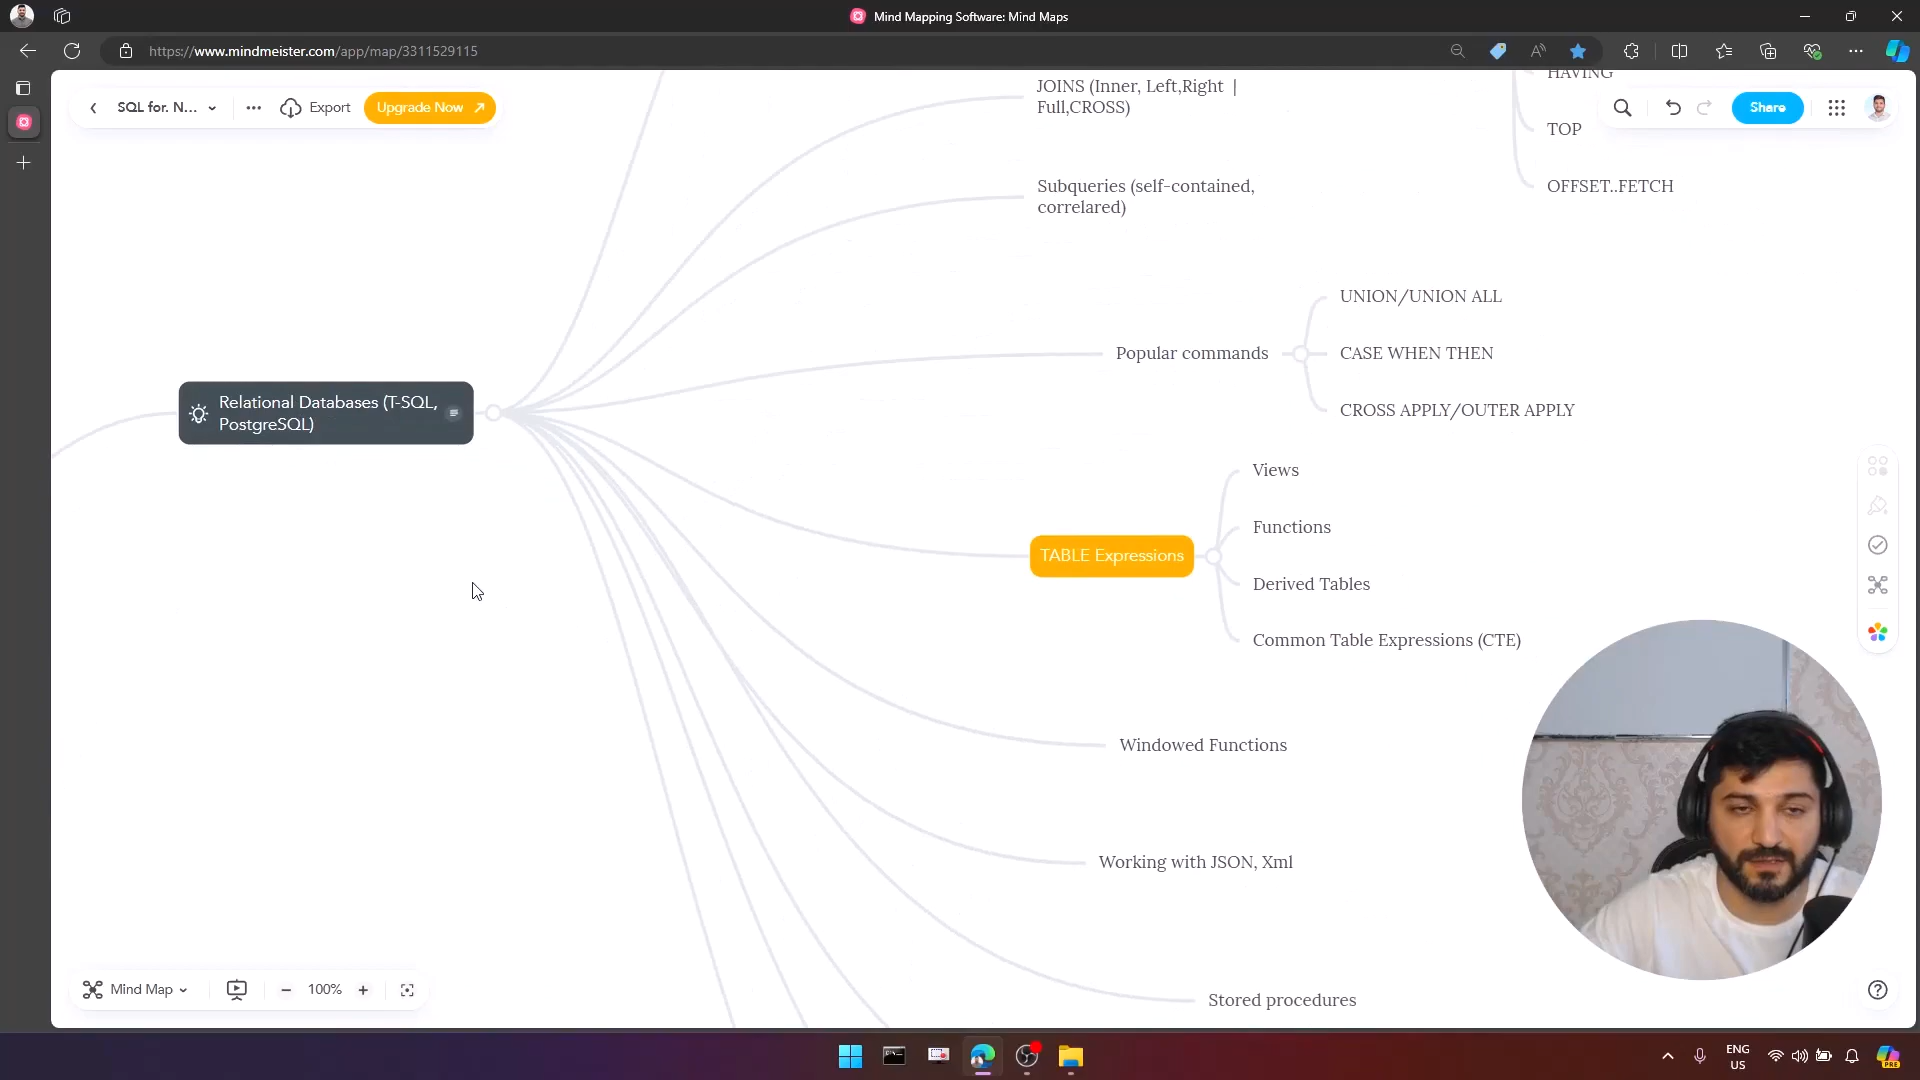 Mind Mapping Software: Mind Maps
https://www.mindmeister.com/app/map/3311529115
SQL for. N...
Export
Upgrade Now
Share
HAVING
TOP
OFFSET..FETCH
JOINS (Inner, Left,Right |
Full,CROSS)
Subqueries (self-contained,
correlared)
UNION/UNION ALL
Popular commands
CASE WHEN THEN
CROSS APPLY/OUTER APPLY
Relational Databases (T-SQL,
PostgreSQL)
Views
Functions
TABLE Expressions
Derived Tables
Common Table Expressions (CTE)
Windowed Functions
Working with JSON, Xml
Stored procedures
Mind Map
100%
ENG
US
PRE